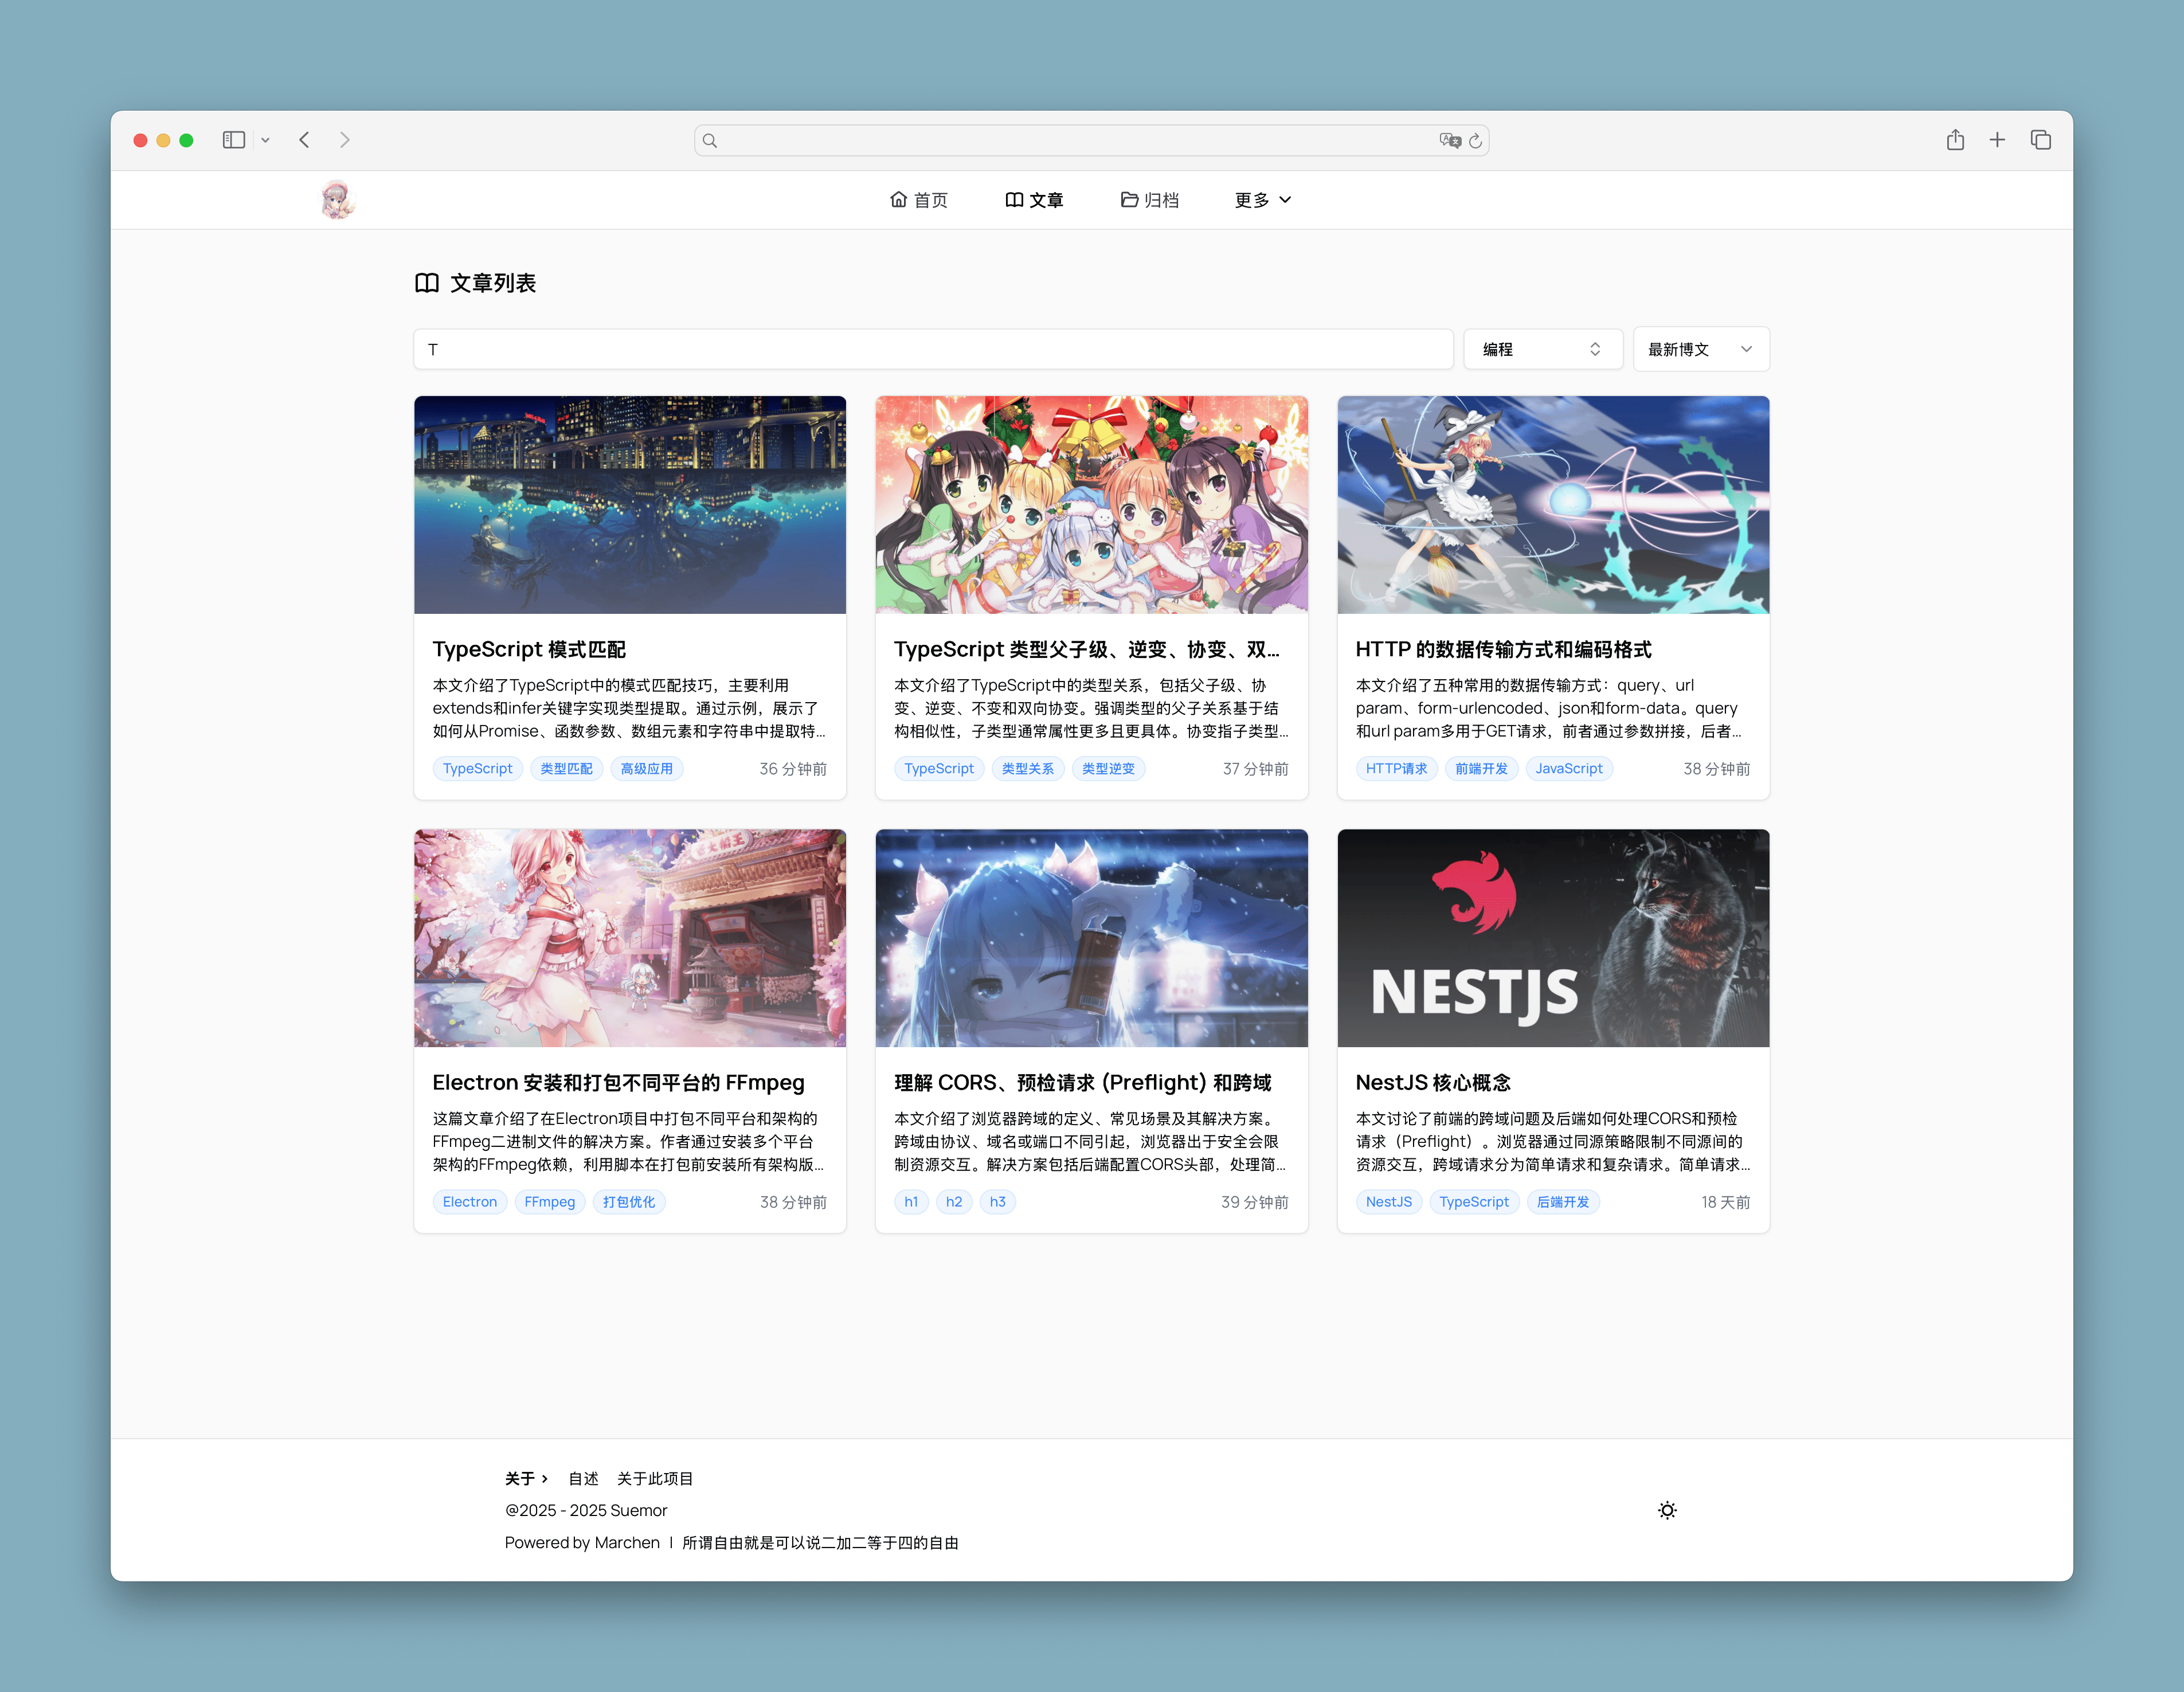 首页 文章 归档 更多
文章列表
T 编程 最新博文
TypeScript 模式匹配
本文介绍了TypeScript中的模式匹配技巧，主要利用
extends和infer关键字实现类型提取。通过示例，展示了
如何从Promise、函数参数、数组元素和字符串中提取特...
TypeScript 类型匹配 高级应用 36 分钟前
TypeScript 类型父子级、逆变、协变、双...
本文介绍了TypeScript中的类型关系，包括父子级、协
变、逆变、不变和双向协变。强调类型的父子关系基于结
构相似性，子类型通常属性更多且更具体。协变指子类型...
TypeScript 类型关系 类型逆变 37 分钟前
HTTP 的数据传输方式和编码格式
本文介绍了五种常用的数据传输方式：query、url
param、form-urlencoded、json和form-data。query
和url param多用于GET请求，前者通过参数拼接，后者...
HTTP请求 前端开发 JavaScript 38 分钟前
Electron 安装和打包不同平台的 FFmpeg
这篇文章介绍了在Electron项目中打包不同平台和架构的
FFmpeg二进制文件的解决方案。作者通过安装多个平台
架构的FFmpeg依赖，利用脚本在打包前安装所有架构版...
Electron FFmpeg 打包优化 38 分钟前
理解 CORS、预检请求 (Preflight) 和跨域
本文介绍了浏览器跨域的定义、常见场景及其解决方案。
跨域由协议、域名或端口不同引起，浏览器出于安全会限
制资源交互。解决方案包括后端配置CORS头部，处理简...
h1 h2 h3 39 分钟前
NESTJS
NestJS 核心概念
本文讨论了前端的跨域问题及后端如何处理CORS和预检
请求（Preflight）。浏览器通过同源策略限制不同源间的
资源交互，跨域请求分为简单请求和复杂请求。简单请求...
NestJS TypeScript 后端开发 18 天前
关于 > 自述 关于此项目
@2025 - 2025 Suemor
Powered by Marchen | 所谓自由就是可以说二加二等于四的自由